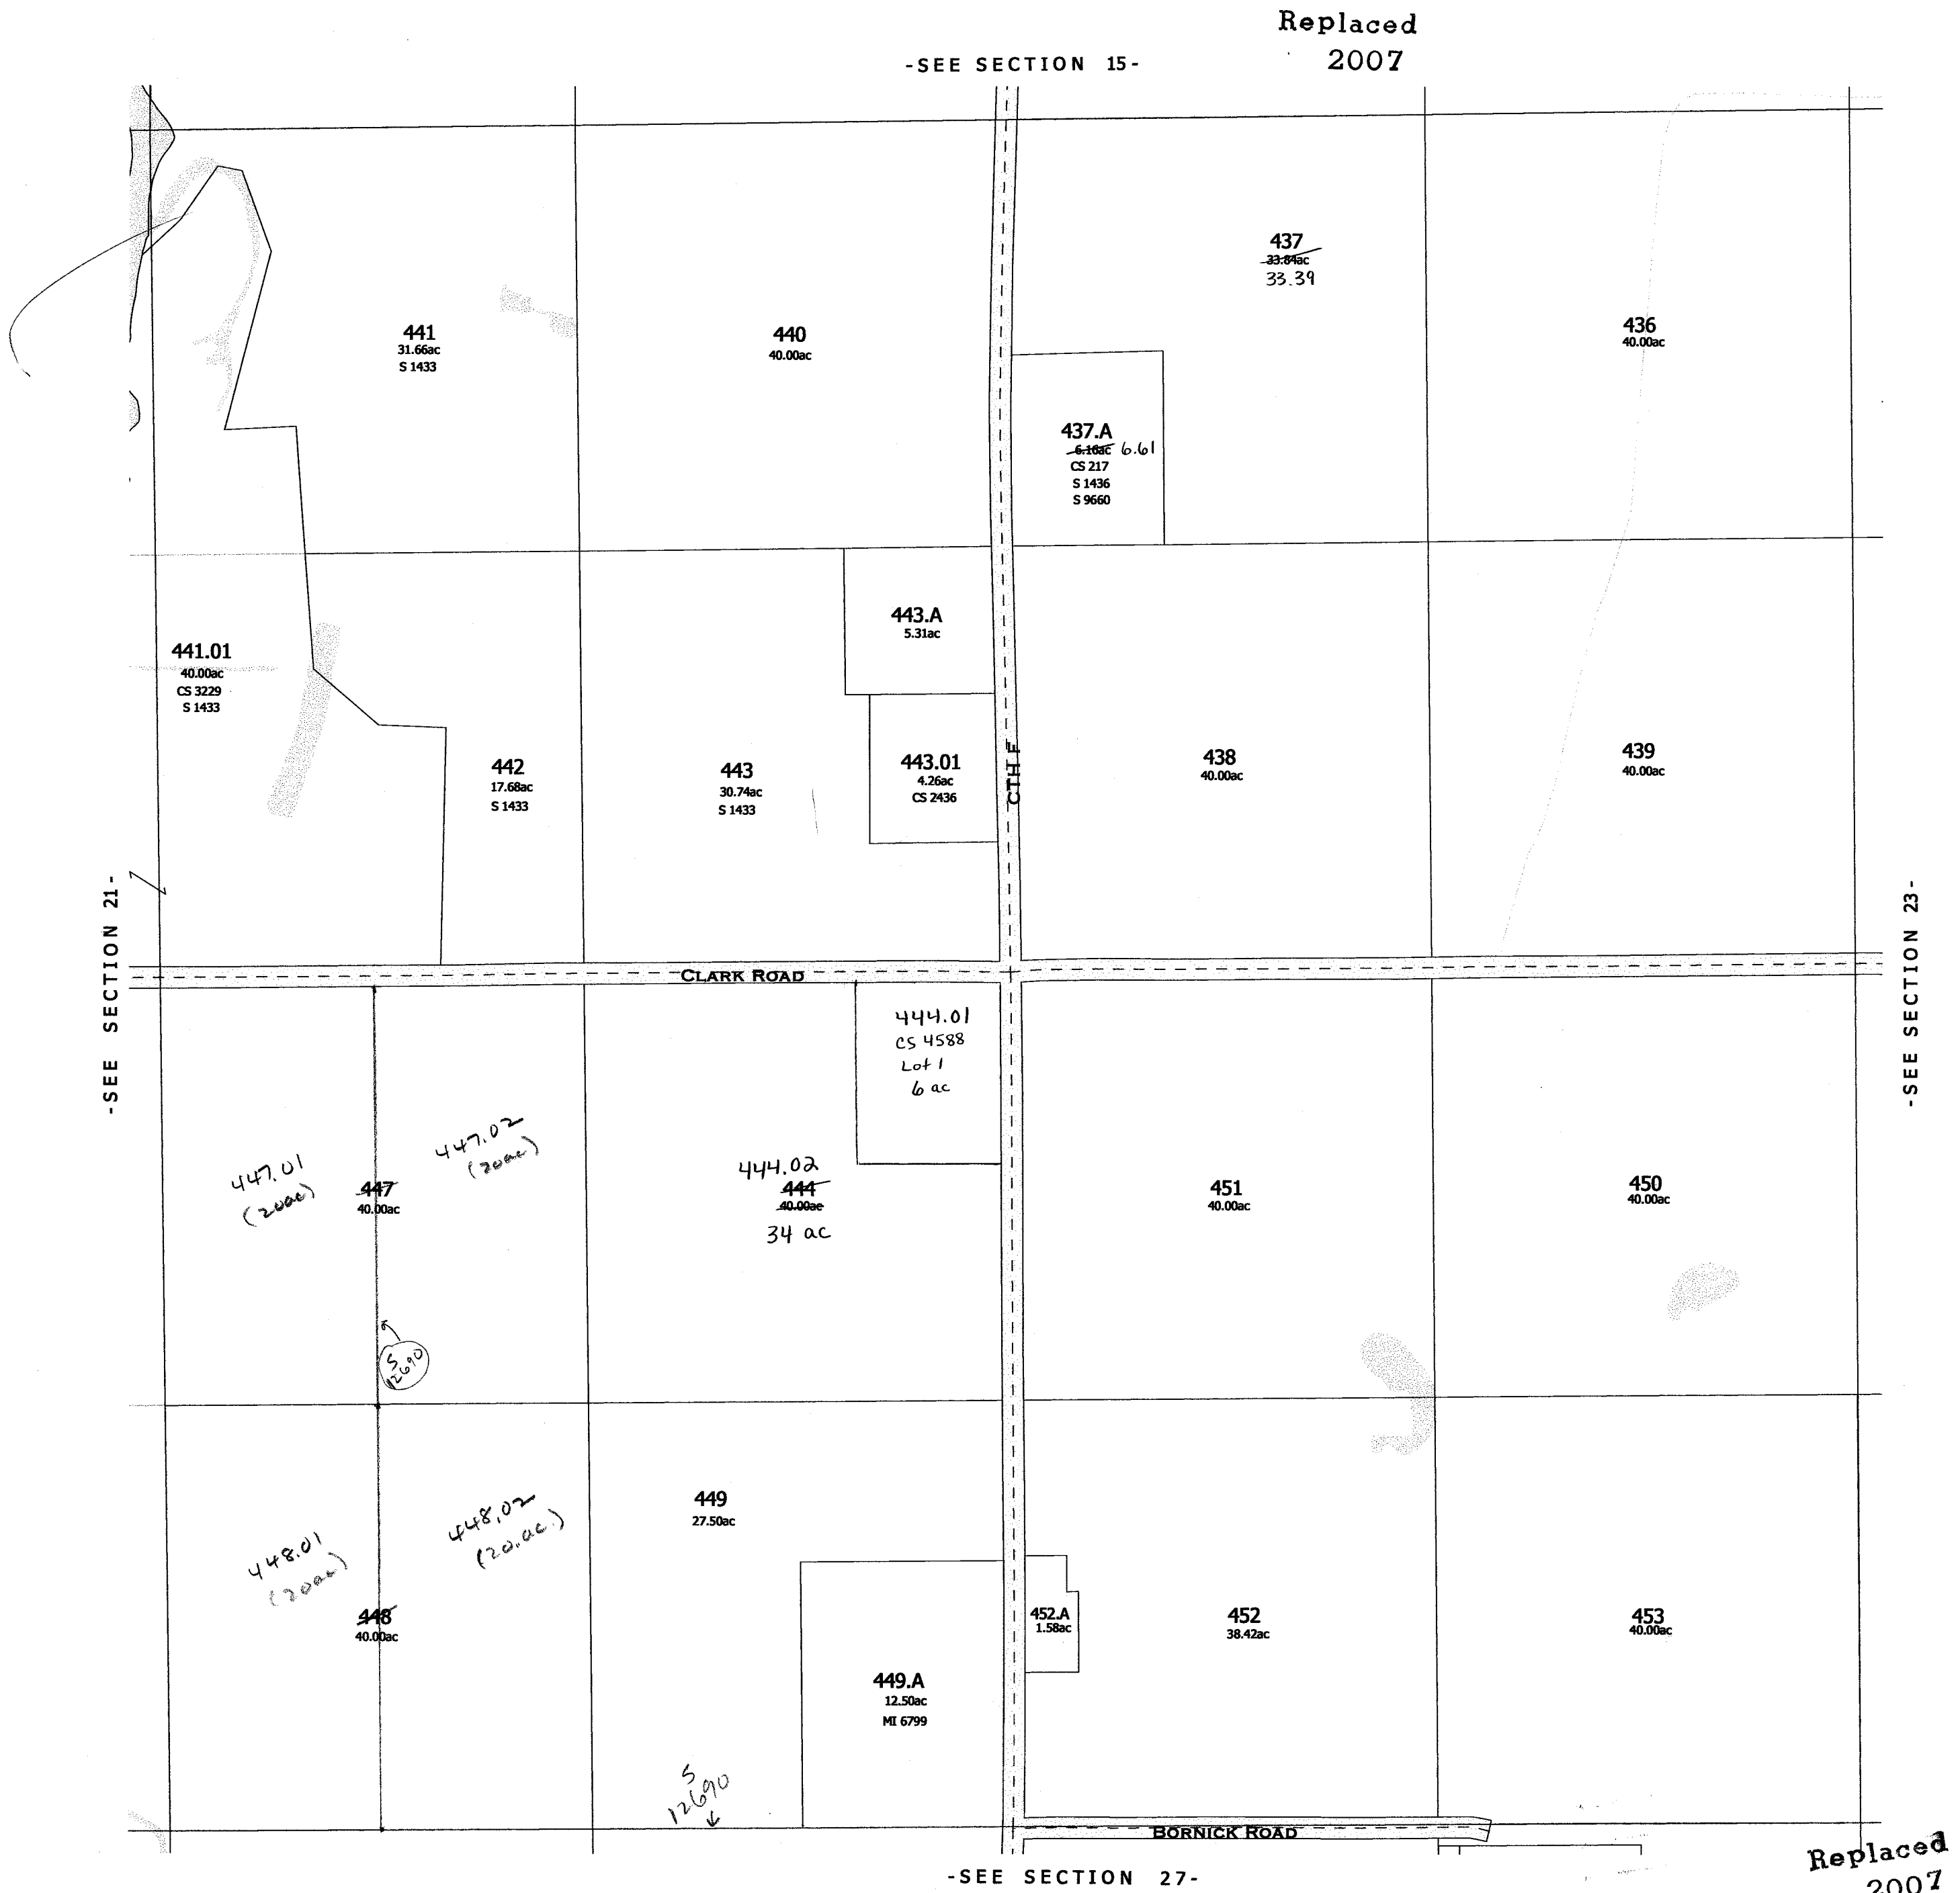 Replaced
2007
-SEE SECTION 15-
437
33.84ac
33.39
441
31.66ac
S 1433
440
40.00ac
436
40.00ac
437.A
6.16ac 6.61
CS 217
S 1436
S 9660
443.A
5.31ac
441.01
40.00ac
CS 3229
S 1433
442
17.68ac
S 1433
443
30.74ac
S 1433
443.01
4.26ac
CS 2436
CTH F
438
40.00ac
439
40.00ac
-SEE SECTION 21-
-SEE SECTION 23-
CLARK ROAD
444.01
CS 4588
Lot 1
6 ac
447.01
(20ac)
447
40.00ac
447.02
(20ac)
444.02
444
40.00ac
34 ac
451
40.00ac
450
40.00ac
S
12690
448.01
(20ac)
448
40.00ac
448.02
(20.ac.)
449
27.50ac
449.A
12.50ac
MI 6799
452.A
1.58ac
452
38.42ac
453
40.00ac
S
12690
BORNICK ROAD
-SEE SECTION 27-
Replaced
2007